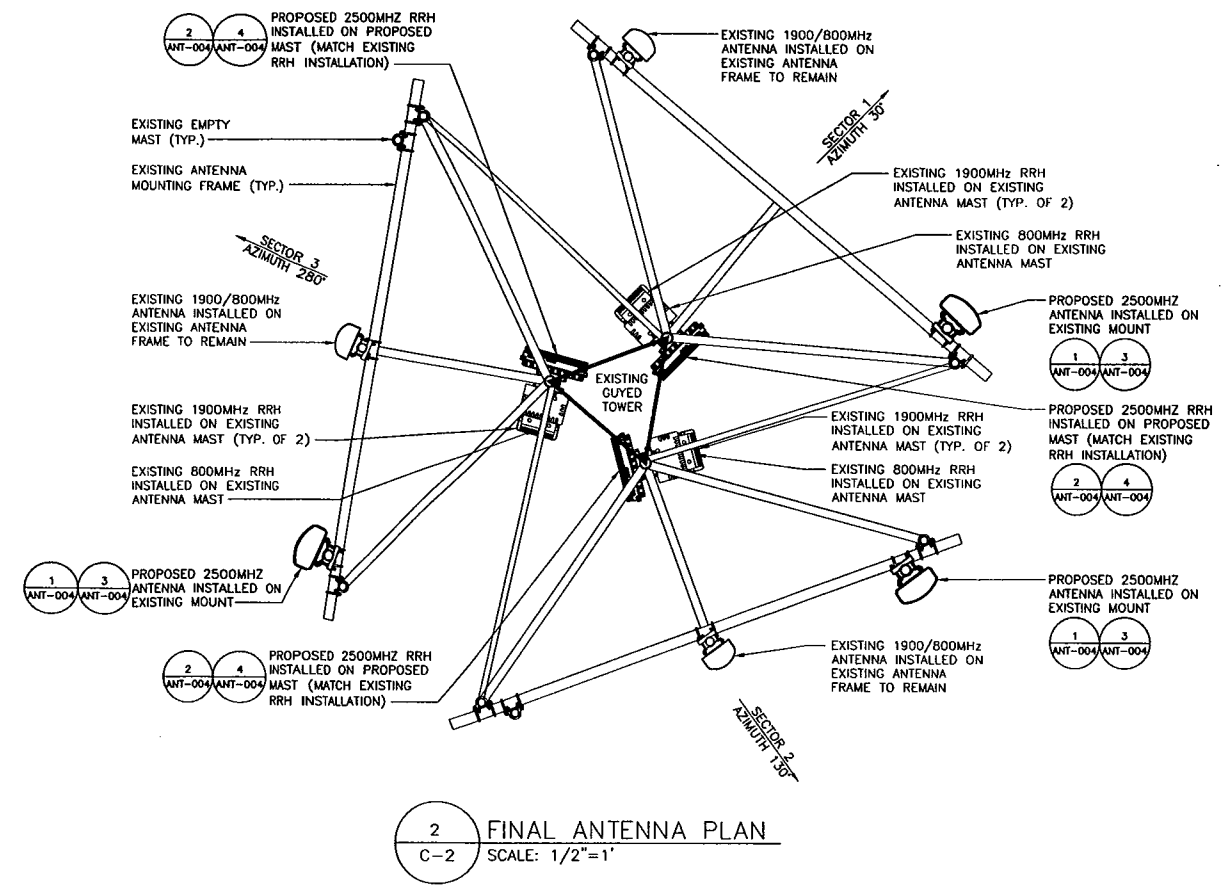 2
ANT-004
4
ANT-004
PROPOSED 2500MHZ RRH
INSTALLED ON PROPOSED
MAST (MATCH EXISTING
RRH INSTALLATION)
EXISTING 1900/800MHz
ANTENNA INSTALLED ON
EXISTING ANTENNA
FRAME TO REMAIN
EXISTING EMPTY
MAST (TYP.)
EXISTING ANTENNA
MOUNTING FRAME (TYP.)
SECTOR 1
AZIMUTH 30°
EXISTING 1900MHz RRH
INSTALLED ON EXISTING
ANTENNA MAST (TYP. OF 2)
EXISTING 800MHz RRH
INSTALLED ON EXISTING
ANTENNA MAST
SECTOR 3
AZIMUTH 280°
EXISTING 1900/800MHz
ANTENNA INSTALLED ON
EXISTING ANTENNA
FRAME TO REMAIN
PROPOSED 2500MHZ
ANTENNA INSTALLED ON
EXISTING MOUNT
1
ANT-004
3
ANT-004
EXISTING
GUYED
TOWER
EXISTING 1900MHz RRH
INSTALLED ON EXISTING
ANTENNA MAST (TYP. OF 2)
EXISTING 800MHz RRH
INSTALLED ON EXISTING
ANTENNA MAST
EXISTING 1900MHz RRH
INSTALLED ON EXISTING
ANTENNA MAST (TYP. OF 2)
EXISTING 800MHz RRH
INSTALLED ON EXISTING
ANTENNA MAST
PROPOSED 2500MHZ RRH
INSTALLED ON PROPOSED
MAST (MATCH EXISTING
RRH INSTALLATION)
2
ANT-004
4
ANT-004
1
ANT-004
3
ANT-004
PROPOSED 2500MHZ
ANTENNA INSTALLED ON
EXISTING MOUNT
PROPOSED 2500MHZ
ANTENNA INSTALLED ON
EXISTING MOUNT
1
ANT-004
3
ANT-004
2
ANT-004
4
ANT-004
PROPOSED 2500MHZ RRH
INSTALLED ON PROPOSED
MAST (MATCH EXISTING
RRH INSTALLATION)
EXISTING 1900/800MHz
ANTENNA INSTALLED ON
EXISTING ANTENNA
FRAME TO REMAIN
SECTOR 2
AZIMUTH 130°
2
C-2
FINAL ANTENNA PLAN
SCALE: 1/2"=1'